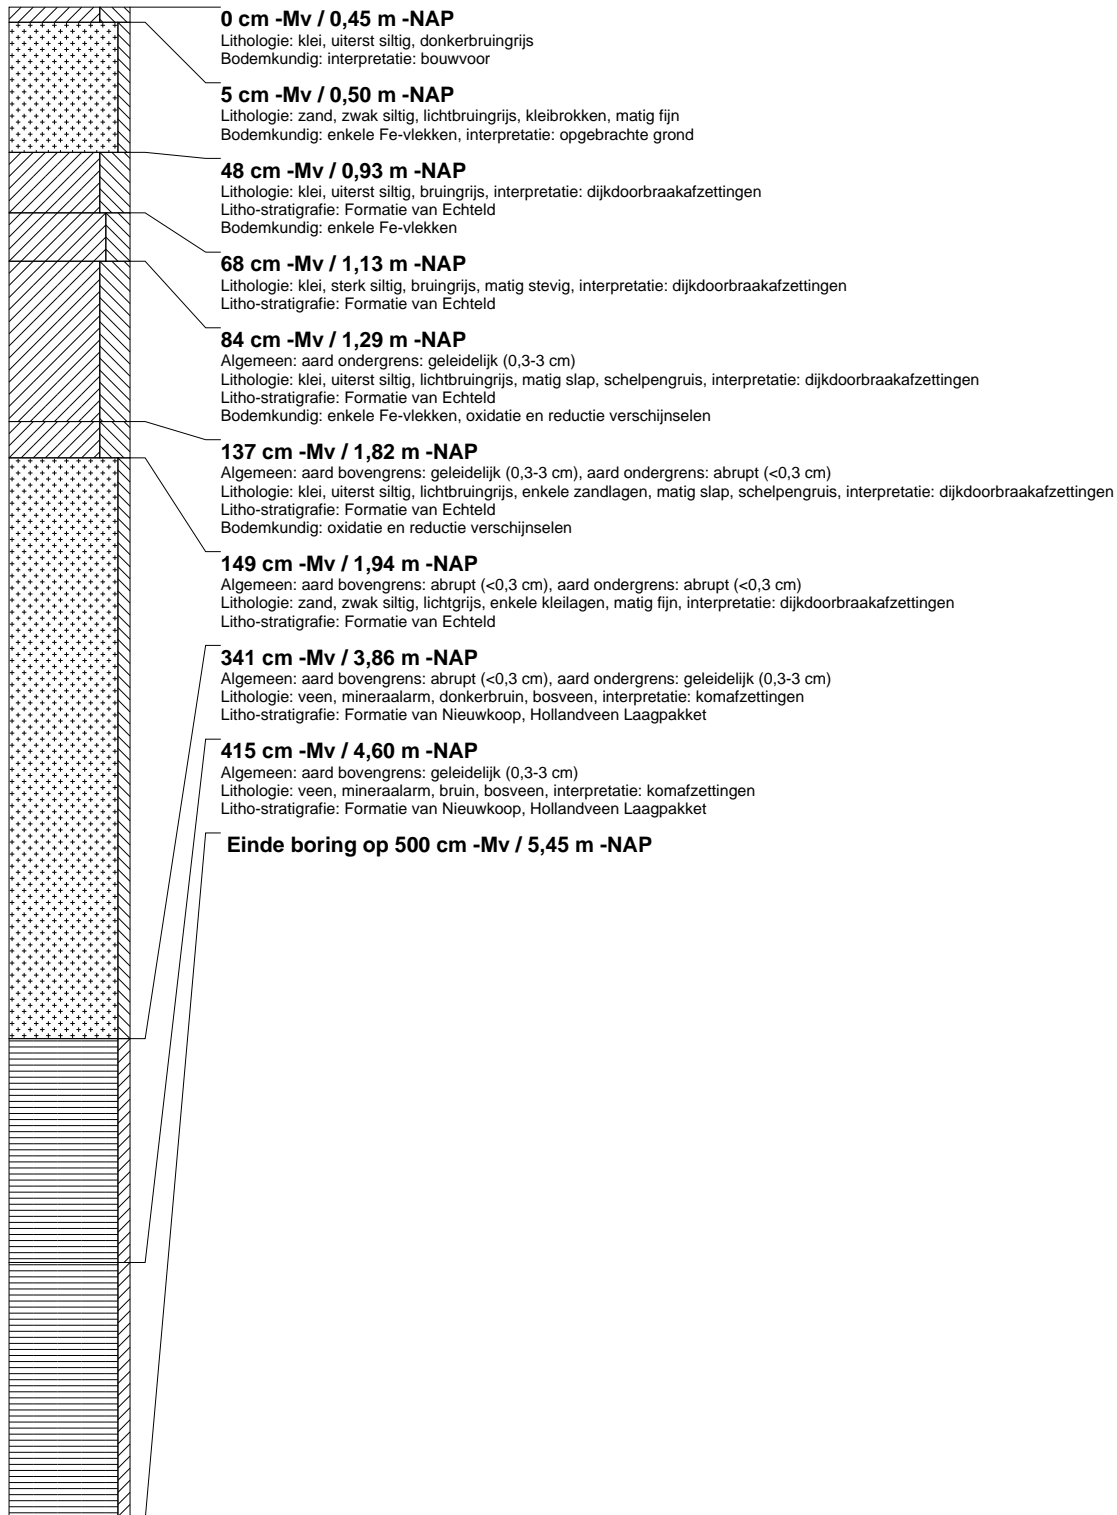 0 cm -Mv / 0,45 m -NAP
Lithologie: klei, uiterst siltig, donkerbruingrijs
Bodemkundig: interpretatie: bouwvoor
5 cm -Mv / 0,50 m -NAP
Lithologie: zand, zwak siltig, lichtbruingrijs, kleibrokken, matig fijn
Bodemkundig: enkele Fe-vlekken, interpretatie: opgebrachte grond
48 cm -Mv / 0,93 m -NAP
Lithologie: klei, uiterst siltig, bruingrijs, interpretatie: dijkdoorbraakafzettingen
Litho-stratigrafie: Formatie van Echteld
Bodemkundig: enkele Fe-vlekken
68 cm -Mv / 1,13 m -NAP
Lithologie: klei, sterk siltig, bruingrijs, matig stevig, interpretatie: dijkdoorbraakafzettingen
Litho-stratigrafie: Formatie van Echteld
84 cm -Mv / 1,29 m -NAP
Algemeen: aard ondergrens: geleidelijk (0,3-3 cm)
Lithologie: klei, uiterst siltig, lichtbruingrijs, matig slap, schelpengruis, interpretatie: dijkdoorbraakafzettingen
Litho-stratigrafie: Formatie van Echteld
Bodemkundig: enkele Fe-vlekken, oxidatie en reductie verschijnselen
137 cm -Mv / 1,82 m -NAP
Algemeen: aard bovengrens: geleidelijk (0,3-3 cm), aard ondergrens: abrupt (<0,3 cm)
Lithologie: klei, uiterst siltig, lichtbruingrijs, enkele zandlagen, matig slap, schelpengruis, interpretatie: dijkdoorbraakafzettingen
Litho-stratigrafie: Formatie van Echteld
Bodemkundig: oxidatie en reductie verschijnselen
149 cm -Mv / 1,94 m -NAP
Algemeen: aard bovengrens: abrupt (<0,3 cm), aard ondergrens: abrupt (<0,3 cm)
Lithologie: zand, zwak siltig, lichtgrijs, enkele kleilagen, matig fijn, interpretatie: dijkdoorbraakafzettingen
Litho-stratigrafie: Formatie van Echteld
341 cm -Mv / 3,86 m -NAP
Algemeen: aard bovengrens: abrupt (<0,3 cm), aard ondergrens: geleidelijk (0,3-3 cm)
Lithologie: veen, mineraalarm, donkerbruin, bosveen, interpretatie: komafzettingen
Litho-stratigrafie: Formatie van Nieuwkoop, Hollandveen Laagpakket
415 cm -Mv / 4,60 m -NAP
Algemeen: aard bovengrens: geleidelijk (0,3-3 cm)
Lithologie: veen, mineraalarm, bruin, bosveen, interpretatie: komafzettingen
Litho-stratigrafie: Formatie van Nieuwkoop, Hollandveen Laagpakket
Einde boring op 500 cm -Mv / 5,45 m -NAP